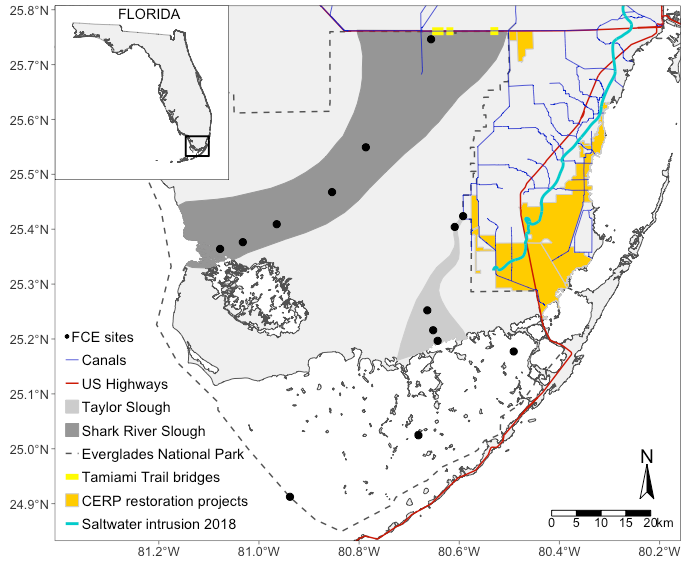 FLORIDA
25.8°N
25.7°N
25.6°N
25.5°N
25.4°N
25.3°N
25.2°N
25.1°N
25.0°N
24.9°N
FCE sites
Canals
US Highways
Taylor Slough
Shark River Slough
Everglades National Park
Tamiami Trail bridges
CERP restoration projects
Saltwater intrusion 2018
N
0 5 10 15 20km
81.2°W 81.0°W 80.8°W 80.6°W 80.4°W 80.2°W